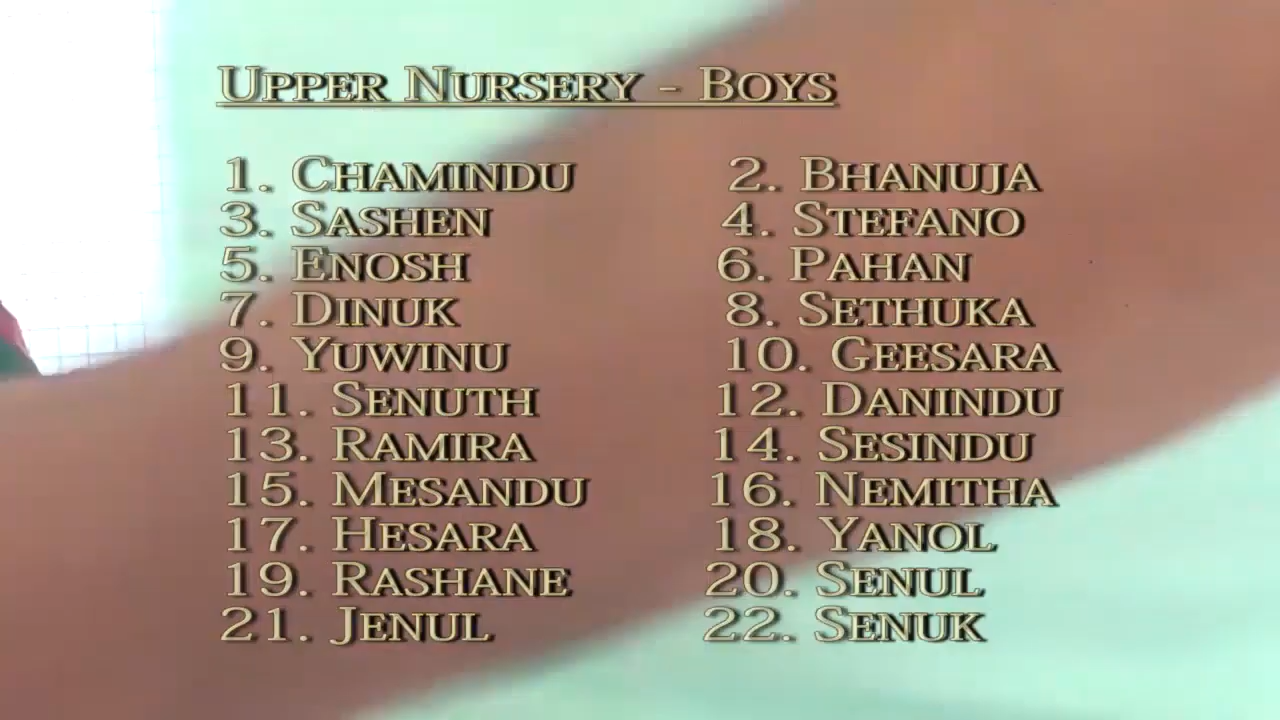 Upper Nursery - Boys
1. Chamindu 2. Bhanuja
3. Sashen 4. Stefano
5. Enosh 6. Pahan
7. Dinuk 8. Sethuka
9. Yuwinu 10. Geesara
11. Senuth 12. Danindu
13. Ramira 14. Sesindu
15. Mesandu 16. Nemitha
17. Hesara 18. Yanol
19. Rashane 20. Senul
21. Jenul 22. Senuk